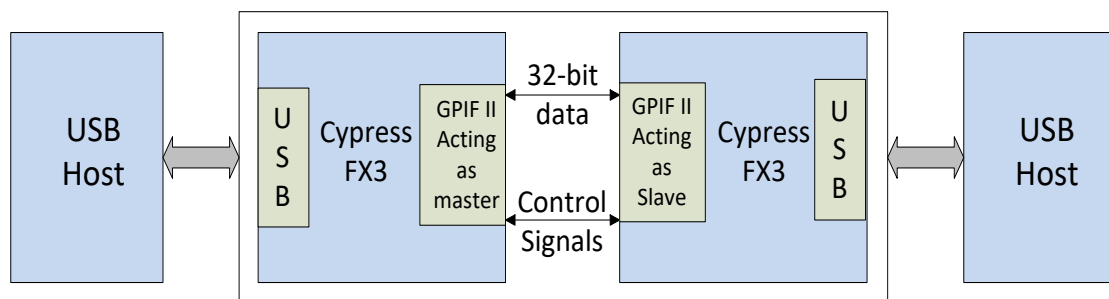 USB
Host
U
S
B
Cypress
FX3
GPIF II
Acting
as
master
32-bit
data
Control
Signals
GPIF II
Acting
as
Slave
Cypress
FX3
U
S
B
USB
Host